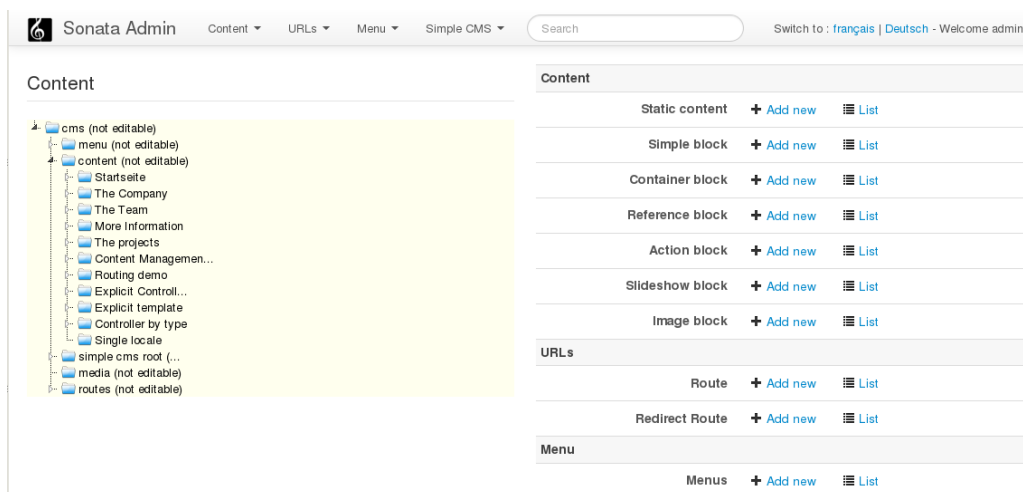 Sonata Admin Content URLs Menu Simple CMS Search Switch to : français | Deutsch - Welcome admin
Content
cms (not editable)
menu (not editable)
content (not editable)
Startseite
The Company
The Team
More Information
The projects
Content Managemen...
Routing demo
Explicit Controll...
Explicit template
Controller by type
Single locale
simple cms root (...
media (not editable)
routes (not editable)
Content
Static content Add new List
Simple block Add new List
Container block Add new List
Reference block Add new List
Action block Add new List
Slideshow block Add new List
Image block Add new List
URLs
Route Add new List
Redirect Route Add new List
Menu
Menus Add new List